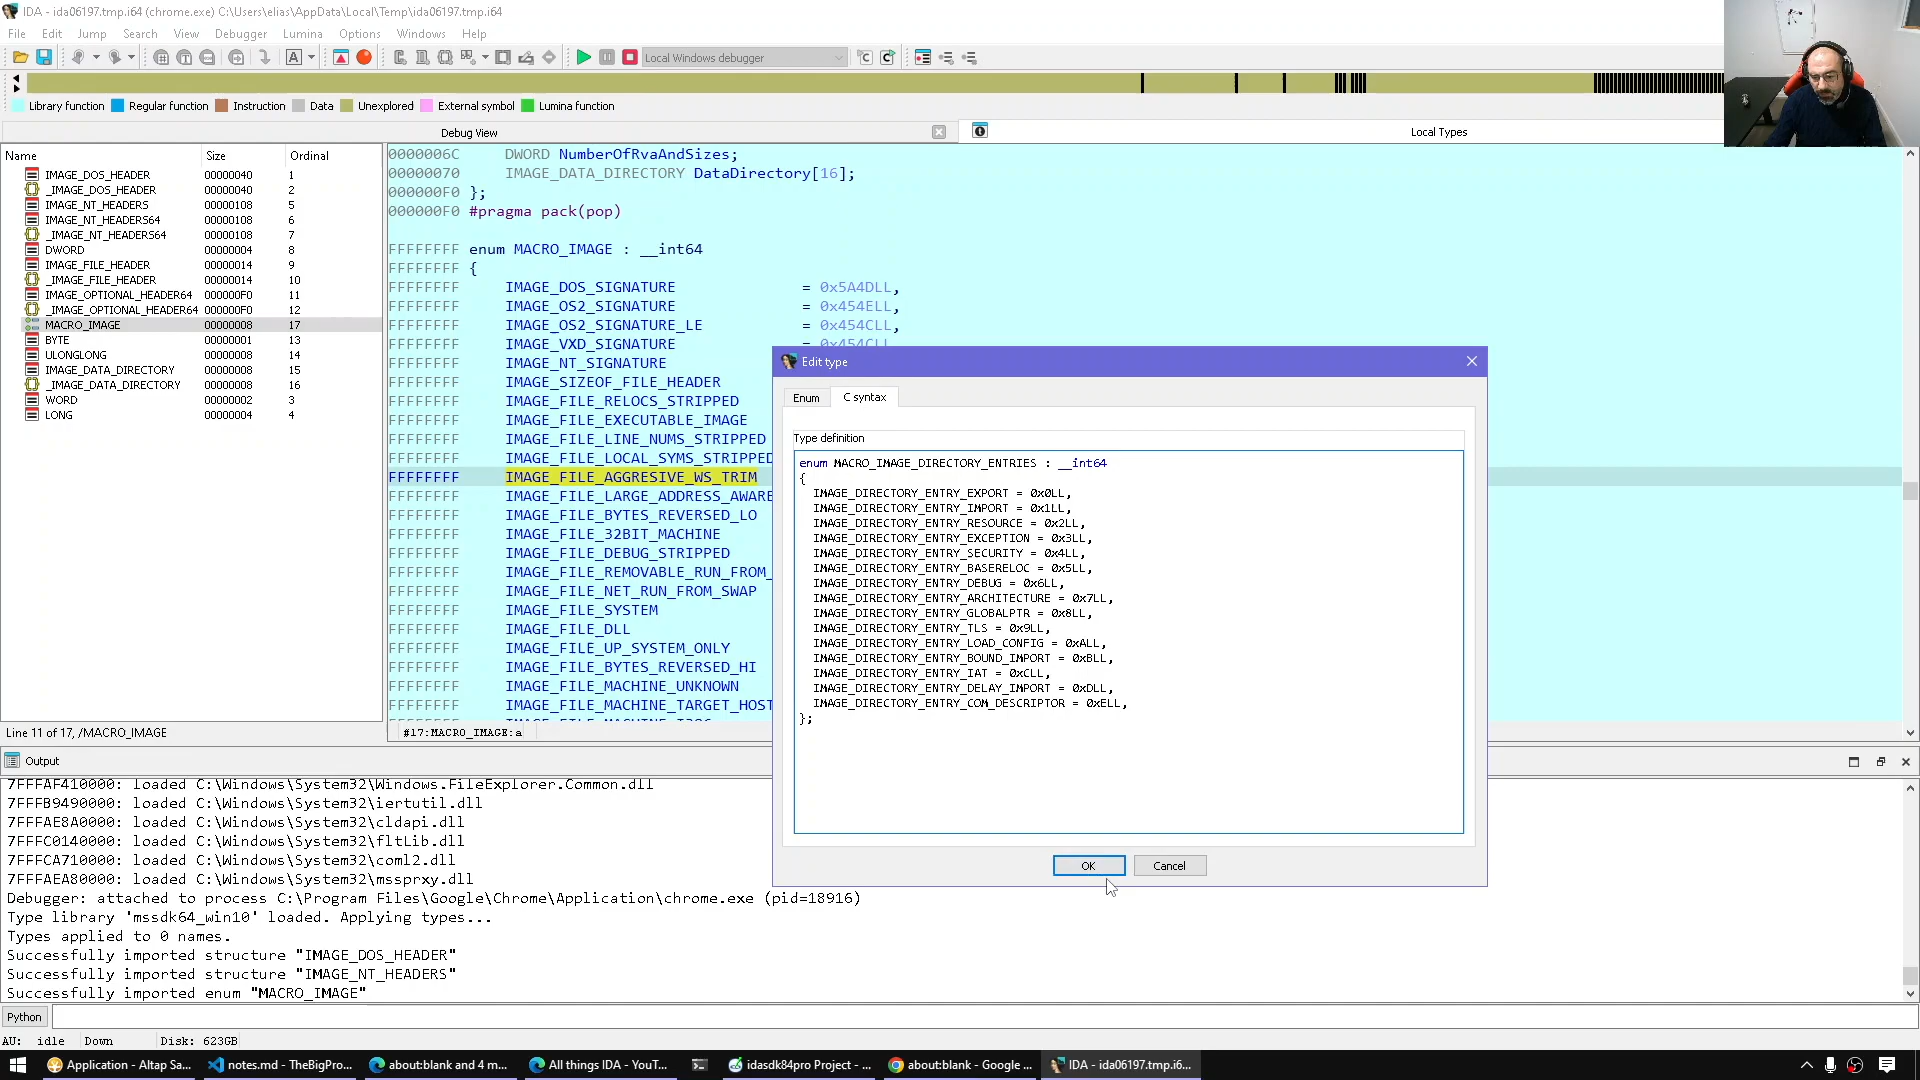 IDA - ida06197.tmp.i64 (chrome.exe) C:\Users\elias\AppData\Local\Temp\ida06197.tmp.i64
File Edit Jump Search View Debugger Lumina Options Windows Help
A Local Windows debugger
Library function Regular function Instruction Data Unexplored External symbol Lumina function
Debug View Local Types
Name Size Ordinal
IMAGE_DOS_HEADER 00000040 1
_IMAGE_DOS_HEADER 00000040 2
IMAGE_NT_HEADERS 00000108 5
IMAGE_NT_HEADERS64 00000108 6
_IMAGE_NT_HEADERS64 00000108 7
DWORD 00000004 8
IMAGE_FILE_HEADER 00000014 9
_IMAGE_FILE_HEADER 00000014 10
IMAGE_OPTIONAL_HEADER64 000000F0 11
_IMAGE_OPTIONAL_HEADER64 000000F0 12
MACRO_IMAGE 00000008 17
BYTE 00000001 13
ULONGLONG 00000008 14
IMAGE_DATA_DIRECTORY 00000008 15
_IMAGE_DATA_DIRECTORY 00000008 16
WORD 00000002 3
LONG 00000004 4
Line 11 of 17, /MACRO_IMAGE
0000006C DWORD NumberOfRvaAndSizes;
00000070 IMAGE_DATA_DIRECTORY DataDirectory[16];
000000F0 };
000000F0 #pragma pack(pop)
FFFFFFFF enum MACRO_IMAGE : __int64
FFFFFFFF {
FFFFFFFF IMAGE_DOS_SIGNATURE = 0x5A4DLL,
FFFFFFFF IMAGE_OS2_SIGNATURE = 0x454ELL,
FFFFFFFF IMAGE_OS2_SIGNATURE_LE = 0x454CLL,
FFFFFFFF IMAGE_VXD_SIGNATURE = 0x454CLL
FFFFFFFF IMAGE_NT_SIGNATURE
FFFFFFFF IMAGE_SIZEOF_FILE_HEADER
FFFFFFFF IMAGE_FILE_RELOCS_STRIPPED
FFFFFFFF IMAGE_FILE_EXECUTABLE_IMAGE
FFFFFFFF IMAGE_FILE_LINE_NUMS_STRIPPED
FFFFFFFF IMAGE_FILE_LOCAL_SYMS_STRIPPED
FFFFFFFF IMAGE_FILE_AGGRESIVE_WS_TRIM
FFFFFFFF IMAGE_FILE_LARGE_ADDRESS_AWARE
FFFFFFFF IMAGE_FILE_BYTES_REVERSED_LO
FFFFFFFF IMAGE_FILE_32BIT_MACHINE
FFFFFFFF IMAGE_FILE_DEBUG_STRIPPED
FFFFFFFF IMAGE_FILE_REMOVABLE_RUN_FROM_
FFFFFFFF IMAGE_FILE_NET_RUN_FROM_SWAP
FFFFFFFF IMAGE_FILE_SYSTEM
FFFFFFFF IMAGE_FILE_DLL
FFFFFFFF IMAGE_FILE_UP_SYSTEM_ONLY
FFFFFFFF IMAGE_FILE_BYTES_REVERSED_HI
FFFFFFFF IMAGE_FILE_MACHINE_UNKNOWN
FFFFFFFF IMAGE_FILE_MACHINE_TARGET_HOST
#17:MACRO_IMAGE:a
Edit type
Enum C syntax
Type definition
enum MACRO_IMAGE_DIRECTORY_ENTRIES : __int64
{
IMAGE_DIRECTORY_ENTRY_EXPORT = 0x0LL,
IMAGE_DIRECTORY_ENTRY_IMPORT = 0x1LL,
IMAGE_DIRECTORY_ENTRY_RESOURCE = 0x2LL,
IMAGE_DIRECTORY_ENTRY_EXCEPTION = 0x3LL,
IMAGE_DIRECTORY_ENTRY_SECURITY = 0x4LL,
IMAGE_DIRECTORY_ENTRY_BASERELOC = 0x5LL,
IMAGE_DIRECTORY_ENTRY_DEBUG = 0x6LL,
IMAGE_DIRECTORY_ENTRY_ARCHITECTURE = 0x7LL,
IMAGE_DIRECTORY_ENTRY_GLOBALPTR = 0x8LL,
IMAGE_DIRECTORY_ENTRY_TLS = 0x9LL,
IMAGE_DIRECTORY_ENTRY_LOAD_CONFIG = 0xALL,
IMAGE_DIRECTORY_ENTRY_BOUND_IMPORT = 0xBLL,
IMAGE_DIRECTORY_ENTRY_IAT = 0xCLL,
IMAGE_DIRECTORY_ENTRY_DELAY_IMPORT = 0xDLL,
IMAGE_DIRECTORY_ENTRY_COM_DESCRIPTOR = 0xELL,
};
OK Cancel
Output
7FFFAF410000: loaded C:\Windows\System32\Windows.FileExplorer.Common.dll
7FFFB9490000: loaded C:\Windows\System32\iertutil.dll
7FFFAE8A0000: loaded C:\Windows\System32\cldapi.dll
7FFFC0140000: loaded C:\Windows\System32\fltLib.dll
7FFFCA710000: loaded C:\Windows\System32\coml2.dll
7FFFAEA80000: loaded C:\Windows\System32\mssprxy.dll
Debugger: attached to process C:\Program Files\Google\Chrome\Application\chrome.exe (pid=18916)
Type library 'mssdk64_win10' loaded. Applying types...
Types applied to 0 names.
Successfully imported structure "IMAGE_DOS_HEADER"
Successfully imported structure "IMAGE_NT_HEADERS"
Successfully imported enum "MACRO_IMAGE"
Python
AU: idle Down Disk: 623GB
Application - Altap Sa... notes.md - TheBigPro... about:blank and 4 m... All things IDA - YouT... idasdk84pro Project - ... about:blank - Google ... IDA - ida06197.tmp.i6...